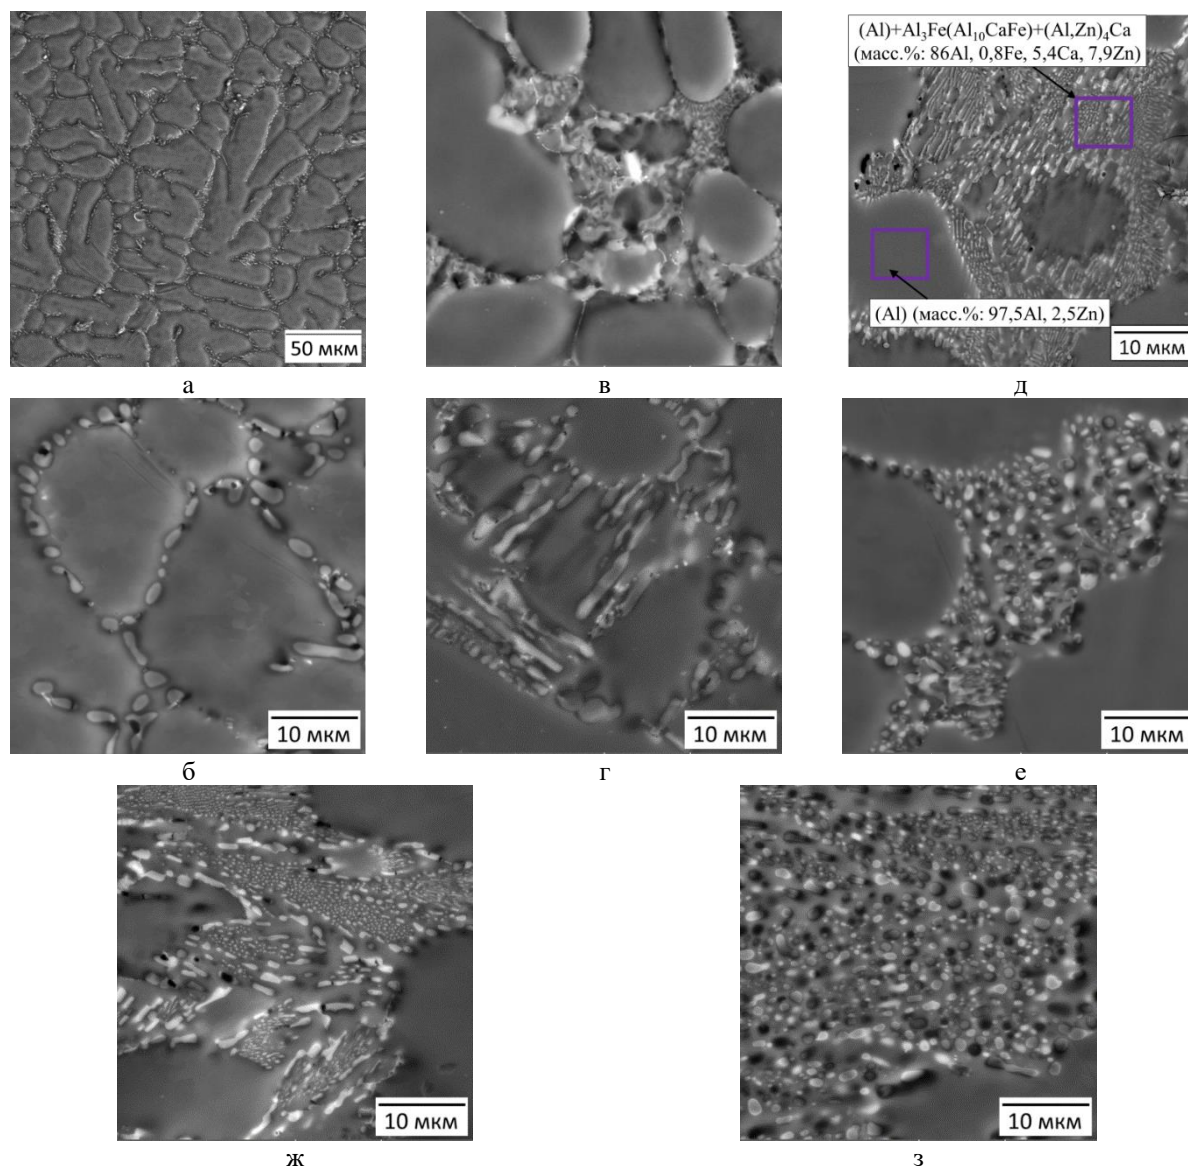 (Al)+Al₃Fe(Al₁₀CaFe)+(Al,Zn)₄Ca
(масс.%: 86Al, 0,8Fe, 5,4Ca, 7,9Zn)
(Al) (масс.%: 97,5Al, 2,5Zn)
50 мкм
10 мкм
а
в
д
10 мкм
10 мкм
10 мкм
б
г
е
10 мкм
10 мкм
ж
з